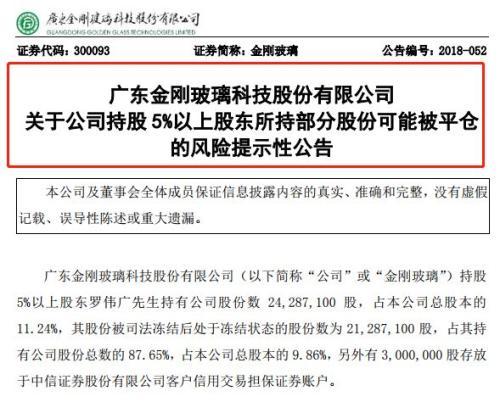 广东金刚玻璃科技股份有限公司
GUANGDONG GOLDEN GLASS TECHNOLOGIES LIMITED
证券代码：300093 证券简称：金刚玻璃 公告编号：2018-052
广东金刚玻璃科技股份有限公司
关于公司持股 5%以上股东所持部分股份可能被平仓
的风险提示性公告
本公司及董事会全体成员保证信息披露内容的真实、准确和完整，没有虚假
记载、误导性陈述或重大遗漏。
广东金刚玻璃科技股份有限公司（以下简称“公司”或“金刚玻璃”）持股
5%以上股东罗伟广先生持有公司股份数 24,287,100 股，占本公司总股本的
11.24%，其股份被司法冻结后处于冻结状态的股份数为 21,287,100 股，占其持
有公司股份总数的 87.65%，占本公司总股本的 9.86%，另外有 3,000,000 股存放
于中信证券股份有限公司客户信用交易担保证券账户。